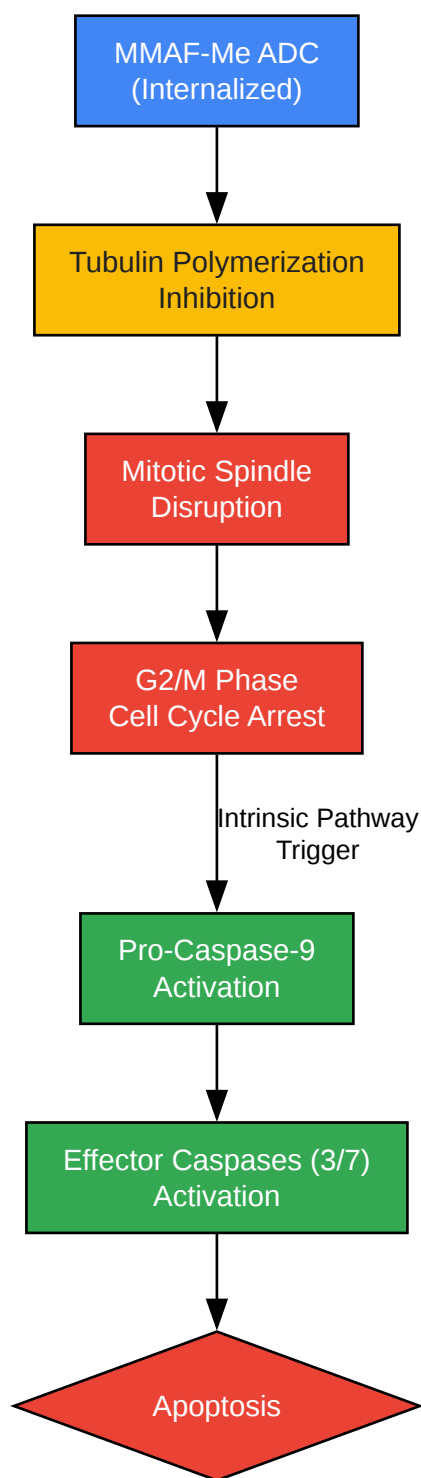 MMAF-Me ADC
(Internalized)
Tubulin Polymerization
Inhibition
Mitotic Spindle
Disruption
G2/M Phase
Cell Cycle Arrest
Intrinsic Pathway
Trigger
Pro-Caspase-9
Activation
Effector Caspases (3/7)
Activation
Apoptosis